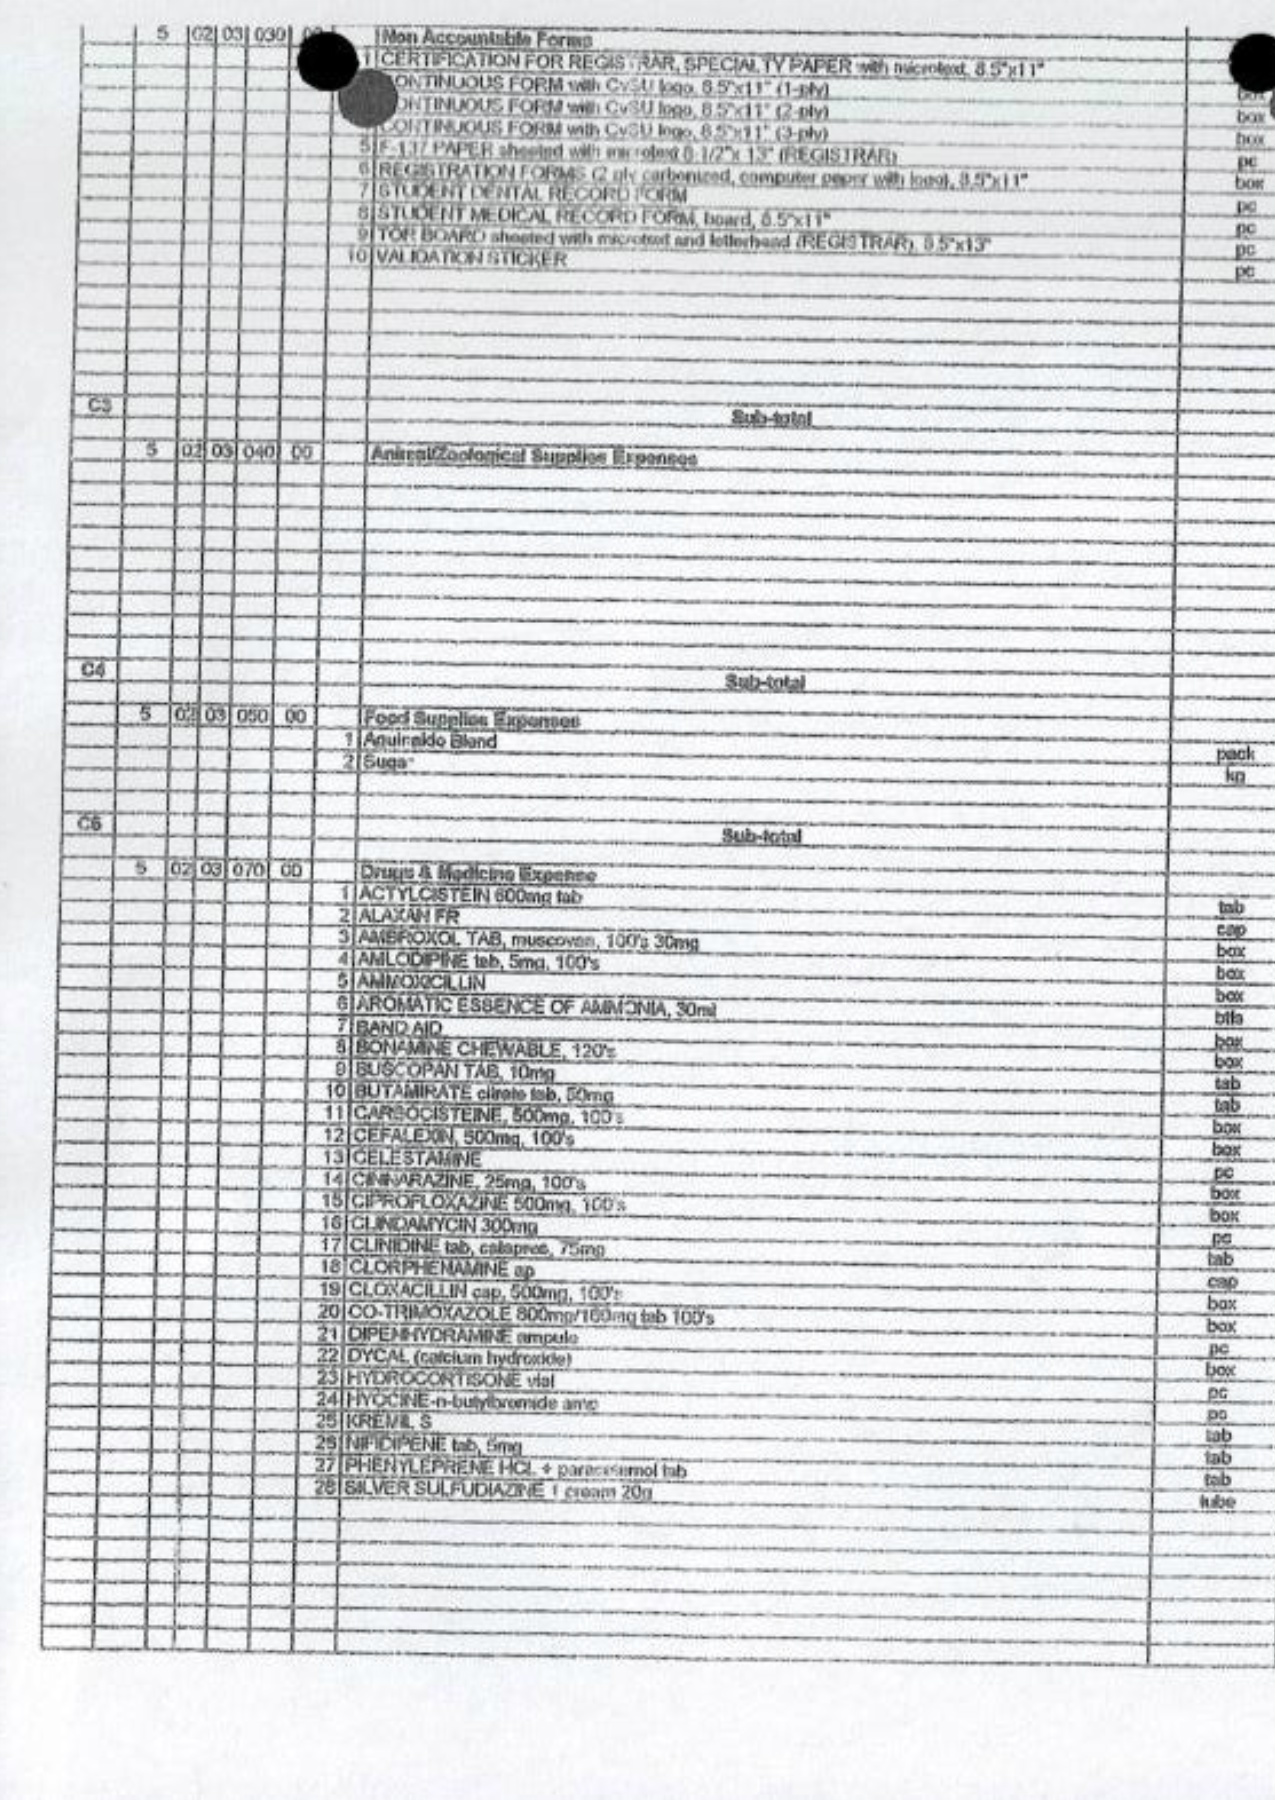 5 02 03 030 Non Accountable Forms
1 CERTIFICATION FOR REGISTRAR, SPECIALTY PAPER with microtext, 8.5"x11"
CONTINUOUS FORM with CvSU logo, 8.5"x11" (1-ply) box
CONTINUOUS FORM with CvSU logo, 8.5"x11" (2-ply) box
CONTINUOUS FORM with CvSU logo, 8.5"x11" (3-ply) box
5 F-137 PAPER sheeted with microtext 8-1/2"x 13" (REGISTRAR) pc
6 REGISTRATION FORMS (2 ply carbonized, computer paper with logo), 8.5"x11" box
7 STUDENT DENTAL RECORD FORM pc
8 STUDENT MEDICAL RECORD FORM, board, 8.5"x11" pc
9 TOR BOARD sheeted with microtext and letterhead (REGISTRAR), 8.5"x13" pc
10 VALIDATION STICKER pc
C3 Sub-total
5 02 03 040 00 Animal/Zoological Supplies Expenses
C4 Sub-total
5 02 03 050 00 Food Supplies Expenses
1 Aquinaldo Blend pack
2 Sugar kg
C5 Sub-total
5 02 03 070 00 Drugs & Medicine Expense
1 ACTYLCISTEIN 600mg tab tab
2 ALAXAN FR cap
3 AMBROXOL TAB, muscovan, 100's 30mg box
4 AMLODIPINE tab, 5mg, 100's box
5 AMMOXICILLIN box
6 AROMATIC ESSENCE OF AMMONIA, 30ml btls
7 BAND AID box
8 BONAMINE CHEWABLE, 120's box
9 BUSCOPAN TAB, 10mg tab
10 BUTAMIRATE citrate tab, 50mg tab
11 CARBOCISTEINE, 500mg, 100's box
12 CEFALEXIN, 500mg, 100's box
13 CELESTAMINE pc
14 CINNARAZINE, 25mg, 100's box
15 CIPROFLOXAZINE 500mg, 100's box
16 CLINDAMYCIN 300mg pc
17 CLINIDINE tab, catapres, 75mg tab
18 CLORPHENAMINE ap cap
19 CLOXACILLIN cap, 500mg, 100's box
20 CO-TRIMOXAZOLE 800mg/160mg tab 100's box
21 DIPENHYDRAMINE ampule pc
22 DYCAL (calcium hydroxide) box
23 HYDROCORTISONE vial pc
24 HYOCINE-n-butylbromide amp pc
25 KREMIL S tab
26 NIFIDIPENE tab, 5mg tab
27 PHENYLEPRENE HCL + paracetemol tab tab
28 SILVER SULFUDIAZINE 1 cream 20g tube